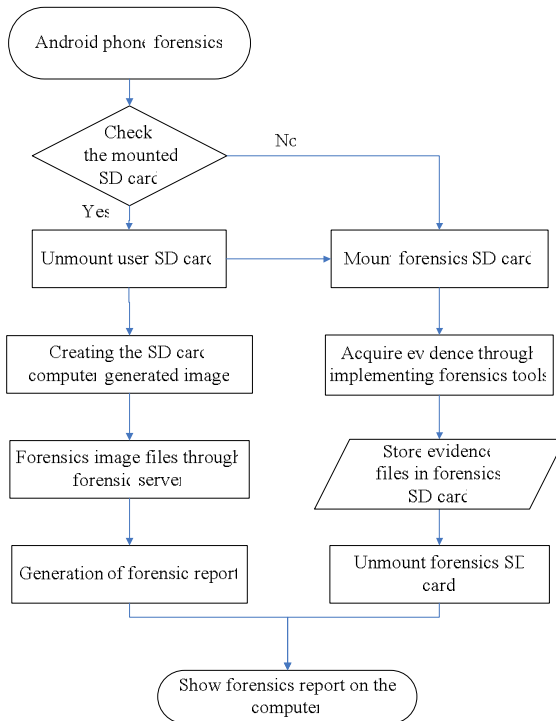 Android phone forensics
Check
the mounted
SD card
No
Yes
Unmount user SD card
Mount forensics SD card
Creating the SD card
computer generated image
Acquire evidence through
implementing forensics tools
Forensics image files through
forensic server
Store evidence
files in forensics
SD card
Generation of forensic report
Unmount forensics SD
card
Show forensics report on the
computer